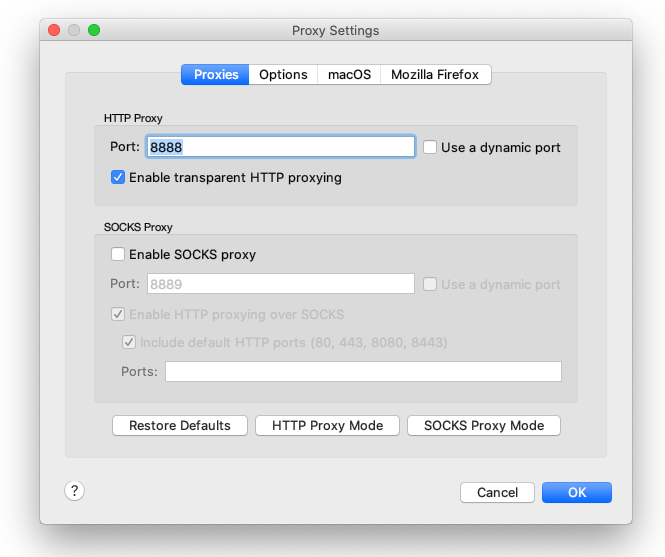 Proxy Settings
Proxies Options macOS Mozilla Firefox
HTTP Proxy
Port: 8888 Use a dynamic port
Enable transparent HTTP proxying
SOCKS Proxy
Enable SOCKS proxy
Port: 8889 Use a dynamic port
Enable HTTP proxying over SOCKS
Include default HTTP ports (80, 443, 8080, 8443)
Ports:
Restore Defaults HTTP Proxy Mode SOCKS Proxy Mode
? Cancel OK